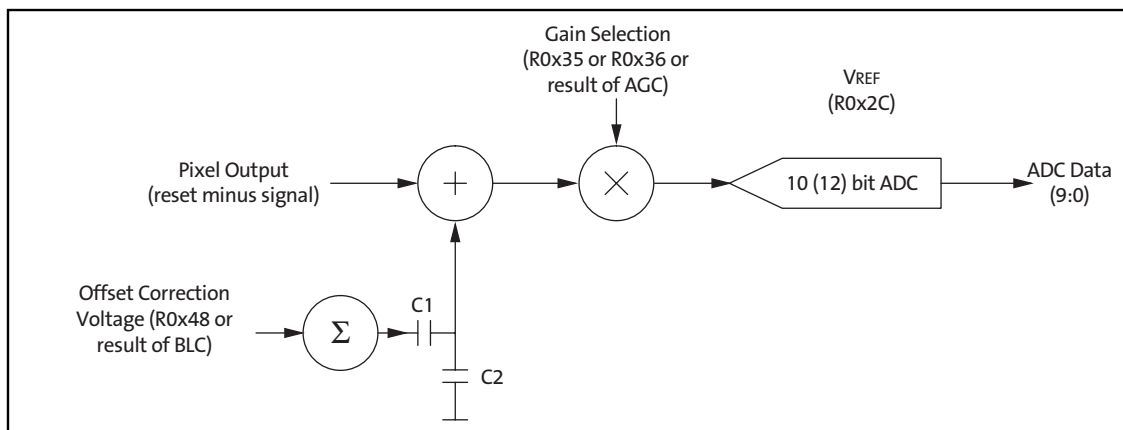 Gain Selection
(R0x35 or R0x36 or
result of AGC)
VREF
(R0x2C)
Pixel Output
(reset minus signal)
+
×
10 (12) bit ADC
ADC Data
(9:0)
Offset Correction
Voltage (R0x48 or
result of BLC)
Σ
C1
C2